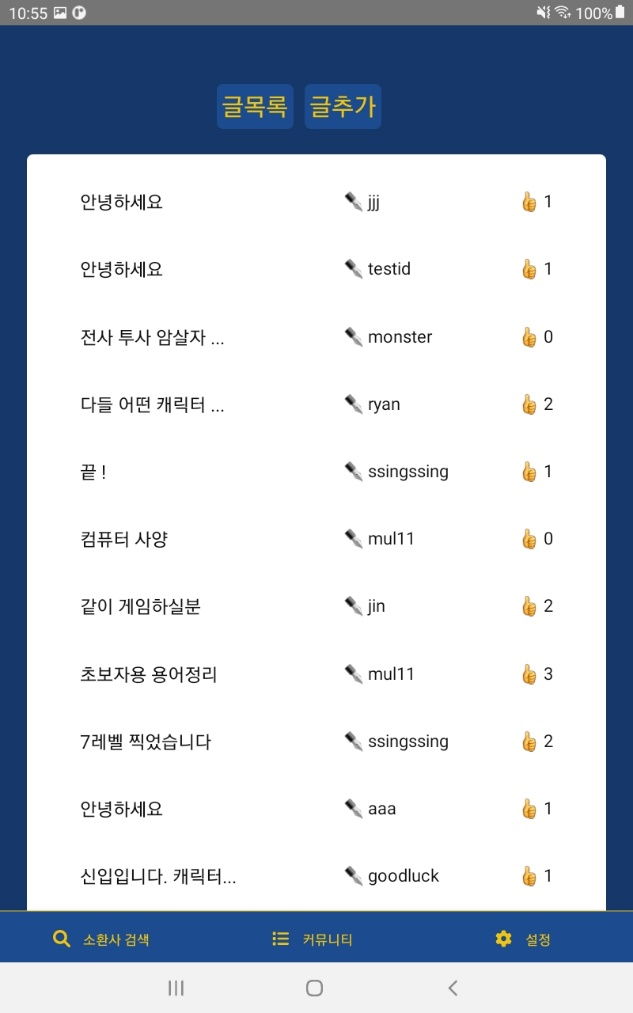 10:55 100%
글목록 글추가
안녕하세요 jjj 1
안녕하세요 testid 1
전사 투사 암살자 ... monster 0
다들 어떤 캐릭터 ... ryan 2
끝 ! ssingssing 1
컴퓨터 사양 mul11 0
같이 게임하실분 jin 2
초보자용 용어정리 mul11 3
7레벨 찍었습니다 ssingssing 2
안녕하세요 aaa 1
신입입니다. 캐릭터... goodluck 1
소환사 검색 커뮤니티 설정